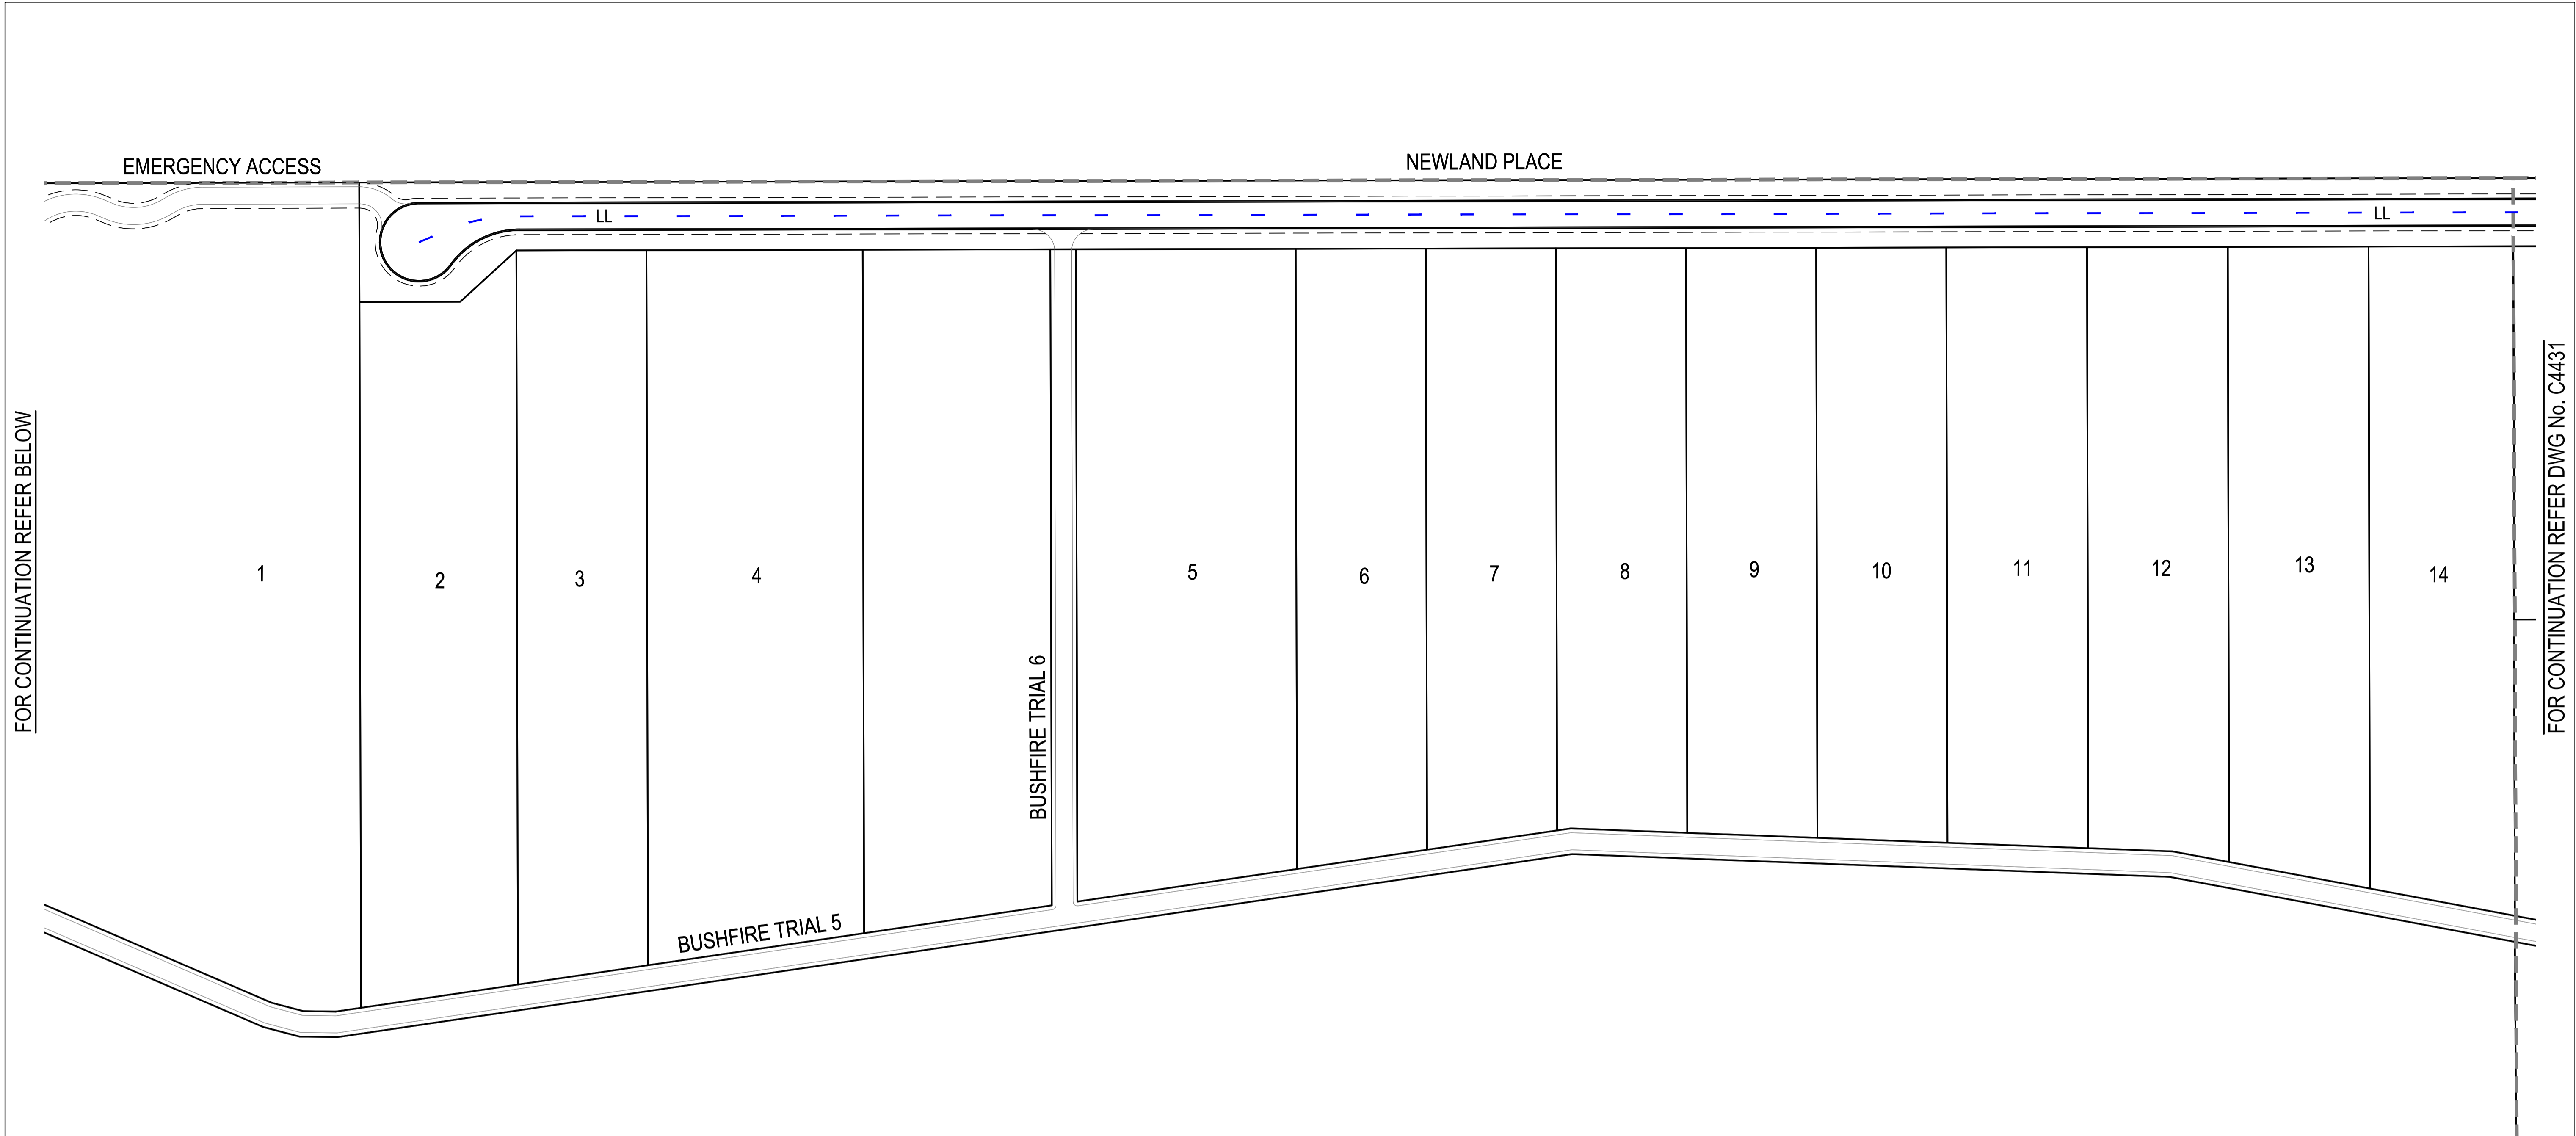 EMERGENCY ACCESS
NEWLAND PLACE
LL
LL
FOR CONTINUATION REFER BELOW
FOR CONTINUATION REFER DWG No. C4431
1
2
3
4
5
6
7
8
9
10
11
12
13
14
BUSHFIRE TRIAL 6
BUSHFIRE TRIAL 5